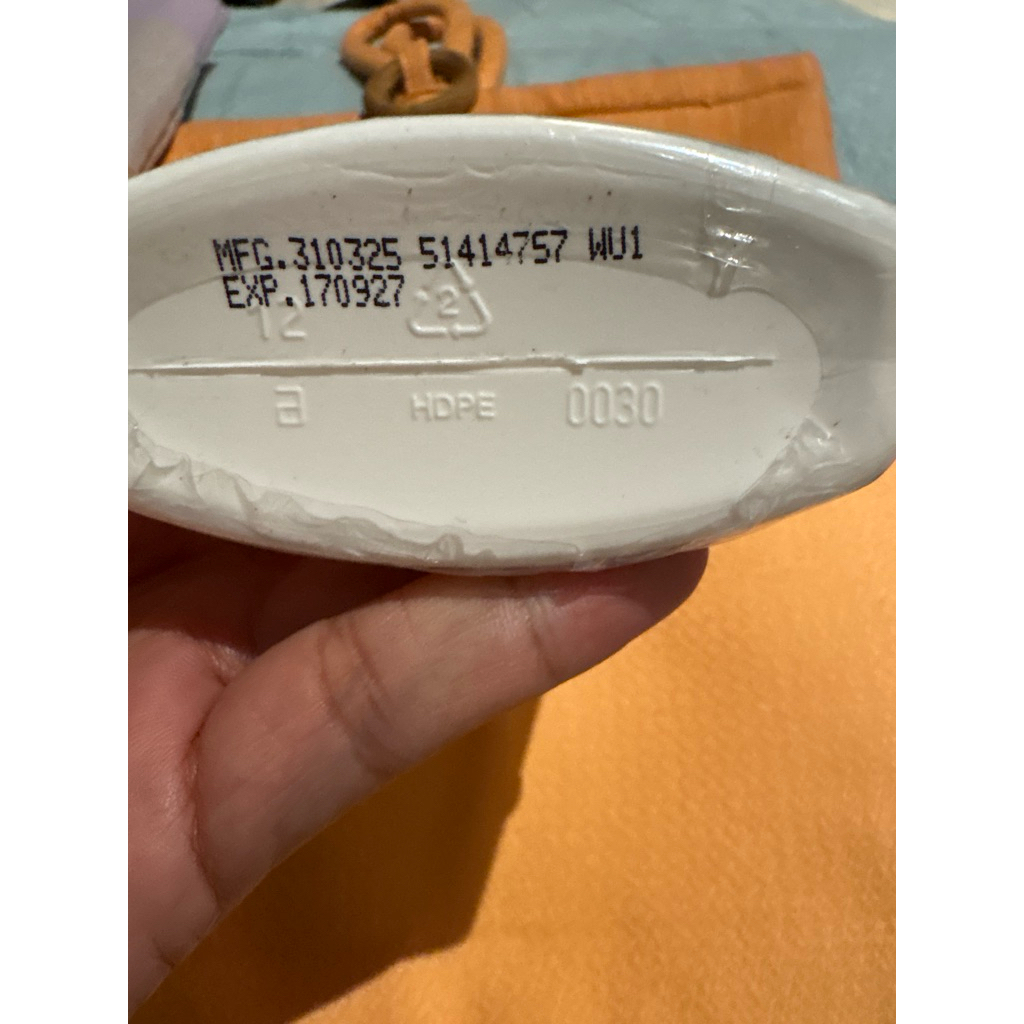 MFG.310325 51414757 WU1
EXP.170927
12 2
a HDPE 0030